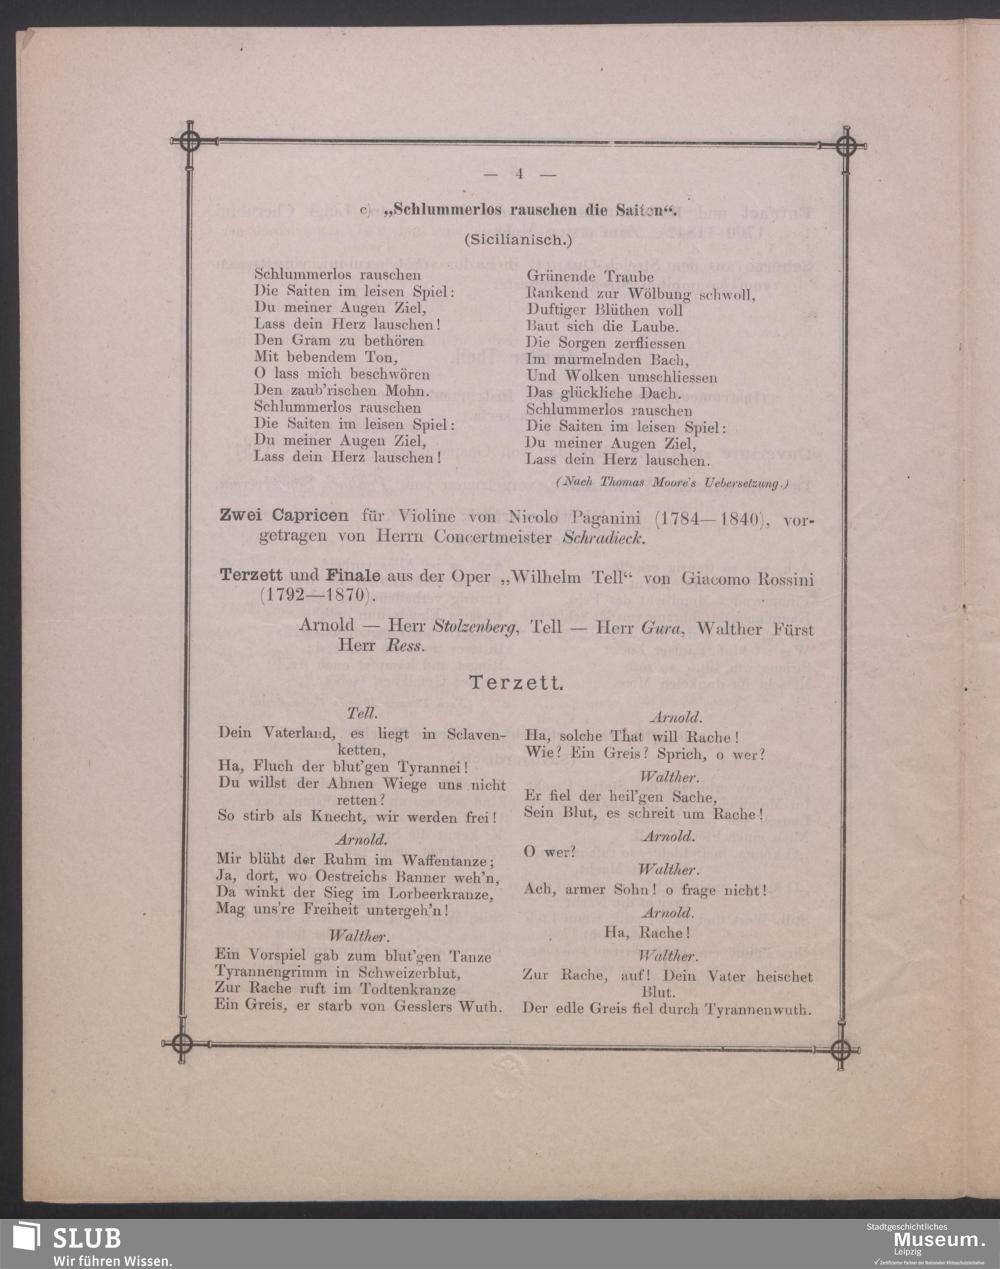 — 4 —
c) „Schlummerlos rauschen die Saiten“.
(Sicilianisch.)
Schlummerlos rauschen
Die Saiten im leisen Spiel:
Du meiner Augen Ziel,
Lass dein Herz lauschen!
Den Gram zu bethören
Mit bebendem Ton,
O lass mich beschwören
Den zaub'rischen Mohn.
Schlummerlos rauschen
Die Saiten im leisen Spiel:
Du meiner Augen Ziel,
Lass dein Herz lauschen!
Grünende Traube
Rankend zur Wölbung schwoll,
Duftiger Blüthen voll
Baut sich die Laube.
Die Sorgen zerfliessen
Im murmelnden Bach,
Und Wolken umschliessen
Das glückliche Dach.
Schlummerlos rauschen
Die Saiten im leisen Spiel:
Du meiner Augen Ziel,
Lass dein Herz lauschen.
(Nach Thomas Moore's Uebersetzung.)
Zwei Capricen für Violine von Nicolo Paganini (1784—1840), vor-
getragen von Herrn Concertmeister Schradieck.
Terzett und Finale aus der Oper „Wilhelm Tell“ von Giacomo Rossini
(1792—1870).
Arnold — Herr Stolzenberg, Tell — Herr Gura, Walther Fürst
Herr Ress.
Terzett.
Tell.
Dein Vaterland, es liegt in Sclaven-
ketten,
Ha, Fluch der blut'gen Tyrannei!
Du willst der Ahnen Wiege uns nicht
retten?
So stirb als Knecht, wir werden frei!
Arnold.
Mir blüht der Ruhm im Waffentanze;
Ja, dort, wo Oestreichs Banner weh'n,
Da winkt der Sieg im Lorbeerkranze,
Mag uns're Freiheit untergeh'n!
Walther.
Ein Vorspiel gab zum blut'gen Tanze
Tyrannengrimm in Schweizerblut,
Zur Rache ruft im Todtenkranze
Ein Greis, er starb von Gesslers Wuth.
Arnold.
Ha, solche That will Rache!
Wie? Ein Greis? Sprich, o wer?
Walther.
Er fiel der heil'gen Sache,
Sein Blut, es schreit um Rache!
Arnold.
O wer?
Walther.
Ach, armer Sohn! o frage nicht!
Arnold.
Ha, Rache!
Walther.
Zur Rache, auf! Dein Vater heischet
Blut.
Der edle Greis fiel durch Tyrannenwuth.
SLUB
Wir führen Wissen.
Stadtgeschichtliches
Museum.
Leipzig